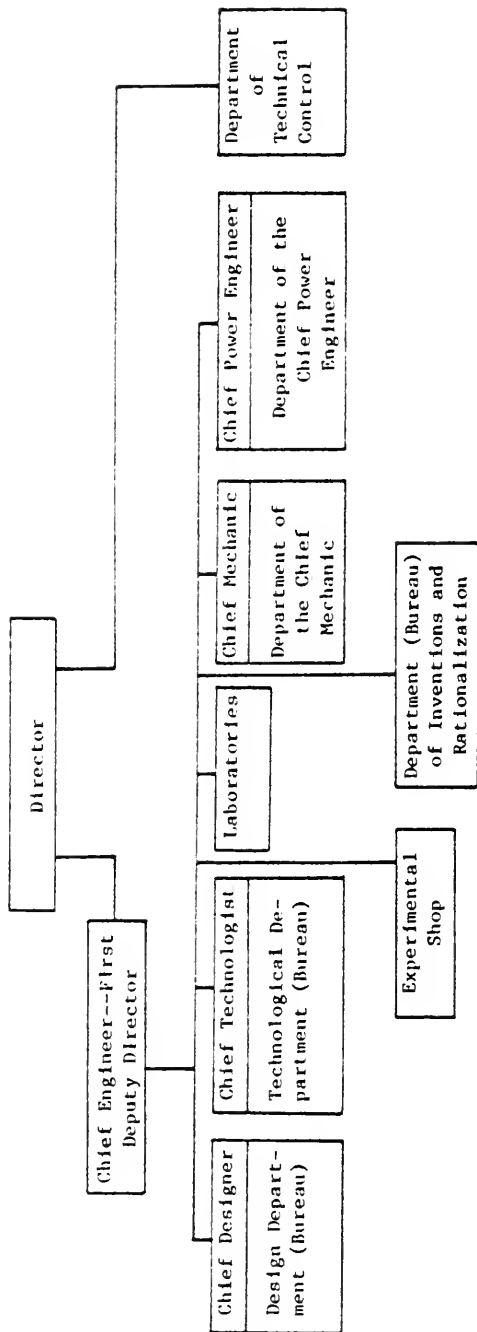 Director
Chief Engineer--First
Deputy Director
Chief Designer
Design Depart-
ment (Bureau)
Chief Technologist
Technological De-
partment (Bureau)
Laboratories
Chief Mechanic
Department of
the Chief
Mechanic
Chief Power Engineer
Department of the
Chief Power
Engineer
Department
of
Technical
Control
Experimental
Shop
Department (Bureau)
of Inventions and
Rationalization